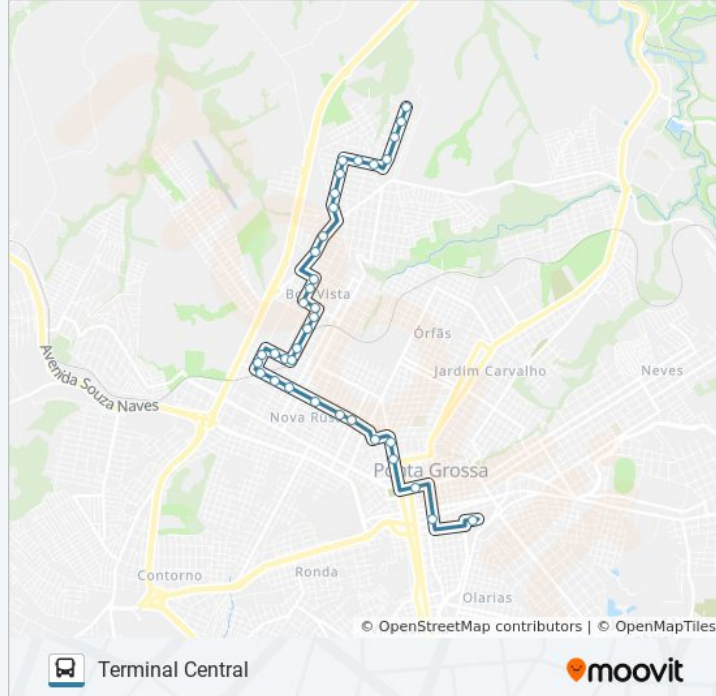 Boa Vista
Órfãs
Jardim Carvalho
Neves
Avenida Souza Naves
Nova Rússia
Ponta Grossa
Contorno
Ronda
Olarias
© OpenStreetMap contributors | © OpenMapTiles
Terminal Central
moovit